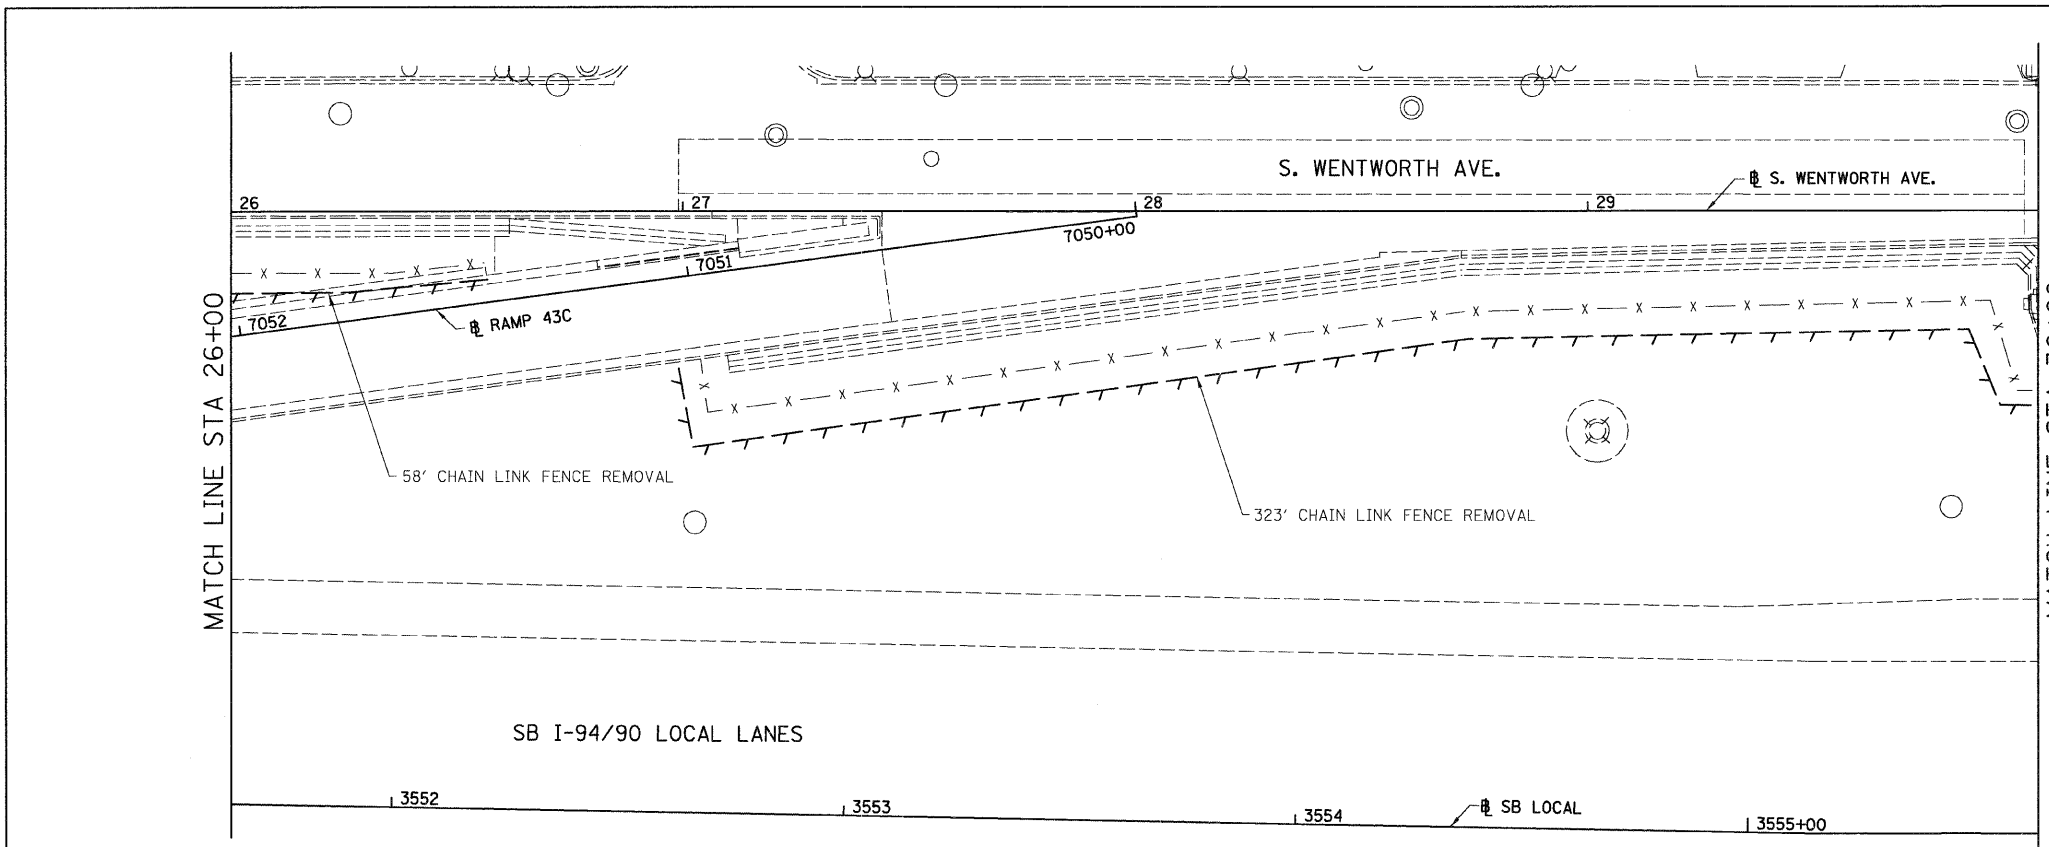 S. WENTWORTH AVE.
℄ S. WENTWORTH AVE.
26
27
28
29
7050+00
7051
7052
℄ RAMP 43C
MATCH LINE STA 26+00
58' CHAIN LINK FENCE REMOVAL
323' CHAIN LINK FENCE REMOVAL
SB I-94/90 LOCAL LANES
3552
3553
3554
3555+00
℄ SB LOCAL